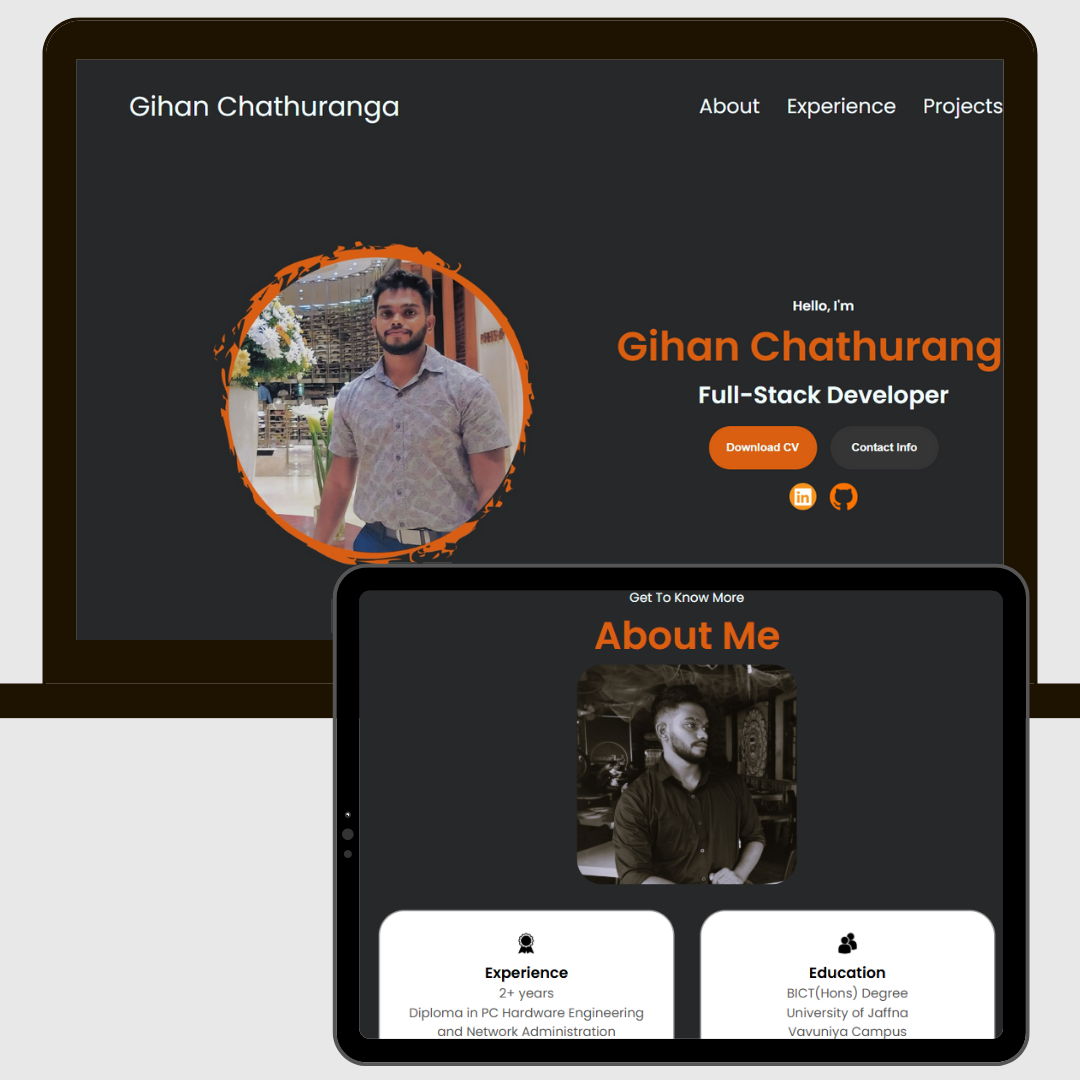 Gihan Chathuranga
About Experience Projects
Hello, I'm
Gihan Chathurang
Full-Stack Developer
Download CV Contact Info
in
Get To Know More
About Me
Experience
2+ years
Diploma in PC Hardware Engineering
and Network Administration
Education
BICT(Hons) Degree
University of Jaffna
Vavuniya Campus